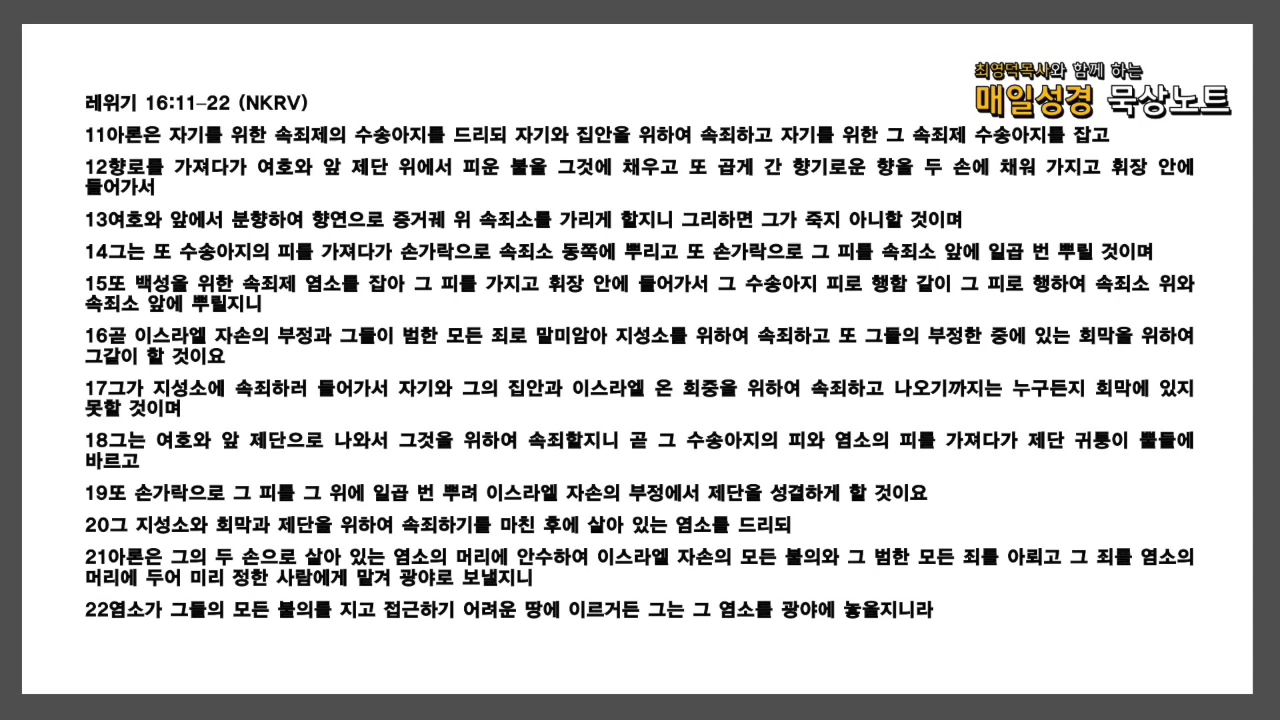 최영덕목사와 함께 하는
매일성경 묵상노트
레위기 16:11–22 (NKRV)
11아론은 자기를 위한 속죄제의 수송아지를 드리되 자기와 집안을 위하여 속죄하고 자기를 위한 그 속죄제 수송아지를 잡고
12향로를 가져다가 여호와 앞 제단 위에서 피운 불을 그것에 채우고 또 곱게 간 향기로운 향을 두 손에 채워 가지고 휘장 안에
들어가서
13여호와 앞에서 분향하여 향연으로 증거궤 위 속죄소를 가리게 할지니 그리하면 그가 죽지 아니할 것이며
14그는 또 수송아지의 피를 가져다가 손가락으로 속죄소 동쪽에 뿌리고 또 손가락으로 그 피를 속죄소 앞에 일곱 번 뿌릴 것이며
15또 백성을 위한 속죄제 염소를 잡아 그 피를 가지고 휘장 안에 들어가서 그 수송아지 피로 행함 같이 그 피로 행하여 속죄소 위와
속죄소 앞에 뿌릴지니
16곧 이스라엘 자손의 부정과 그들이 범한 모든 죄로 말미암아 지성소를 위하여 속죄하고 또 그들의 부정한 중에 있는 회막을 위하여
그같이 할 것이요
17그가 지성소에 속죄하러 들어가서 자기와 그의 집안과 이스라엘 온 회중을 위하여 속죄하고 나오기까지는 누구든지 회막에 있지
못할 것이며
18그는 여호와 앞 제단으로 나와서 그것을 위하여 속죄할지니 곧 그 수송아지의 피와 염소의 피를 가져다가 제단 귀퉁이 뿔들에
바르고
19또 손가락으로 그 피를 그 위에 일곱 번 뿌려 이스라엘 자손의 부정에서 제단을 성결하게 할 것이요
20그 지성소와 회막과 제단을 위하여 속죄하기를 마친 후에 살아 있는 염소를 드리되
21아론은 그의 두 손으로 살아 있는 염소의 머리에 안수하여 이스라엘 자손의 모든 불의와 그 범한 모든 죄를 아뢰고 그 죄를 염소의
머리에 두어 미리 정한 사람에게 맡겨 광야로 보낼지니
22염소가 그들의 모든 불의를 지고 접근하기 어려운 땅에 이르거든 그는 그 염소를 광야에 놓을지니라